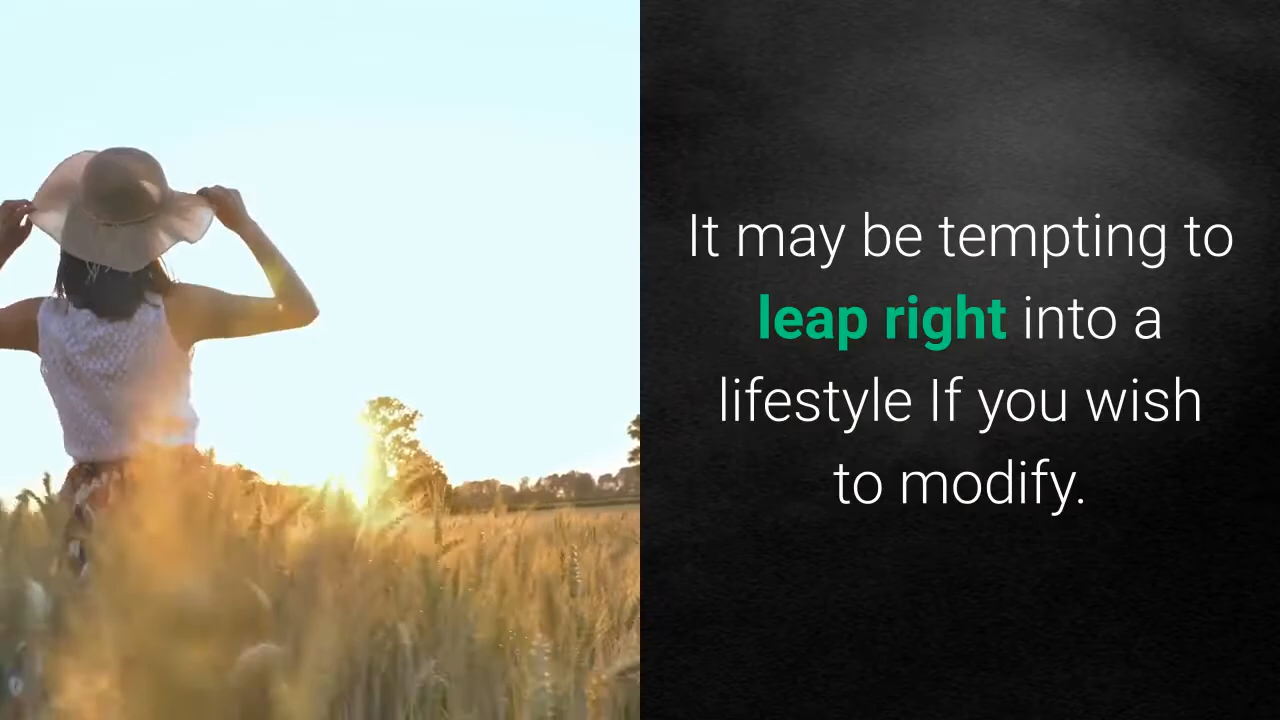 It may be tempting to
leap right into a
lifestyle If you wish
to modify.